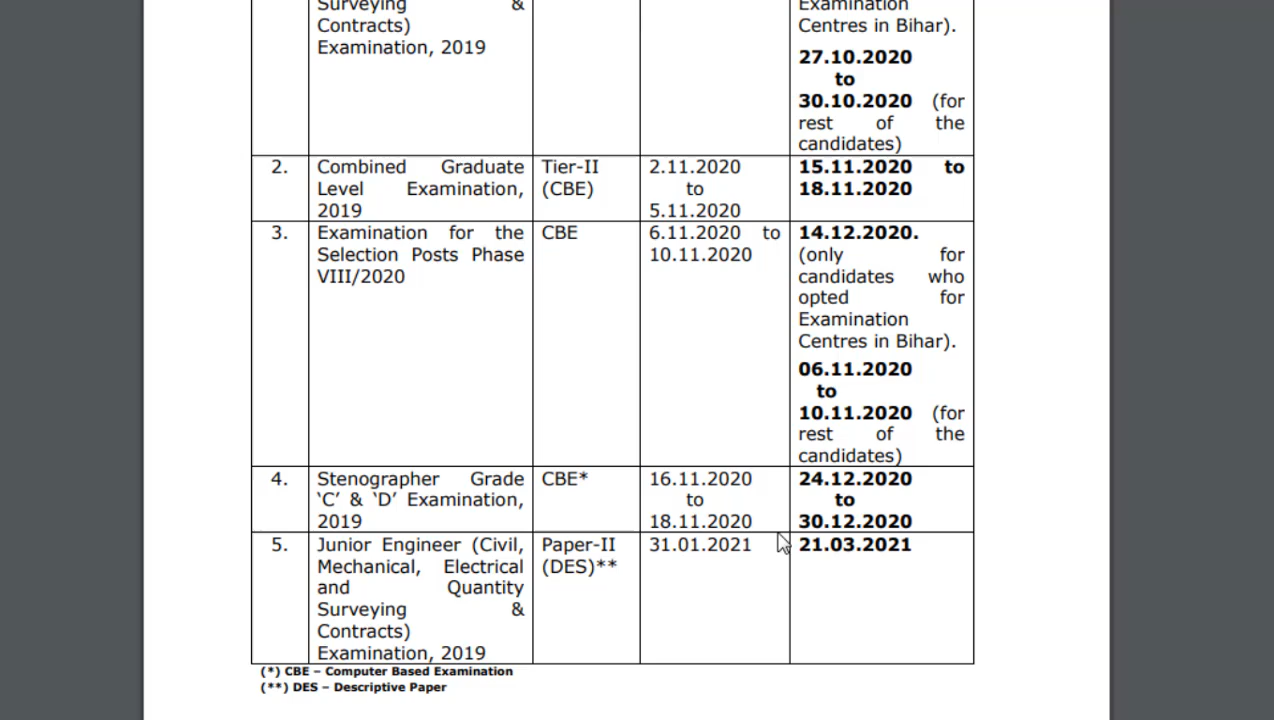 Surveying &
Contracts)
Examination, 2019
Examination
Centres in Bihar).
27.10.2020
to
30.10.2020 (for
rest of the
candidates)
2.
Combined Graduate
Level Examination,
2019
Tier-II
(CBE)
2.11.2020
to
5.11.2020
15.11.2020 to
18.11.2020
3.
Examination for the
Selection Posts Phase
VIII/2020
CBE
6.11.2020 to
10.11.2020
14.12.2020.
(only for
candidates who
opted for
Examination
Centres in Bihar).
06.11.2020
to
10.11.2020 (for
rest of the
candidates)
4.
Stenographer Grade
‘C’ & ‘D’ Examination,
2019
CBE*
16.11.2020
to
18.11.2020
24.12.2020
to
30.12.2020
5.
Junior Engineer (Civil,
Mechanical, Electrical
and Quantity
Surveying &
Contracts)
Examination, 2019
Paper-II
(DES)**
31.01.2021
21.03.2021
(*) CBE – Computer Based Examination
(**) DES – Descriptive Paper